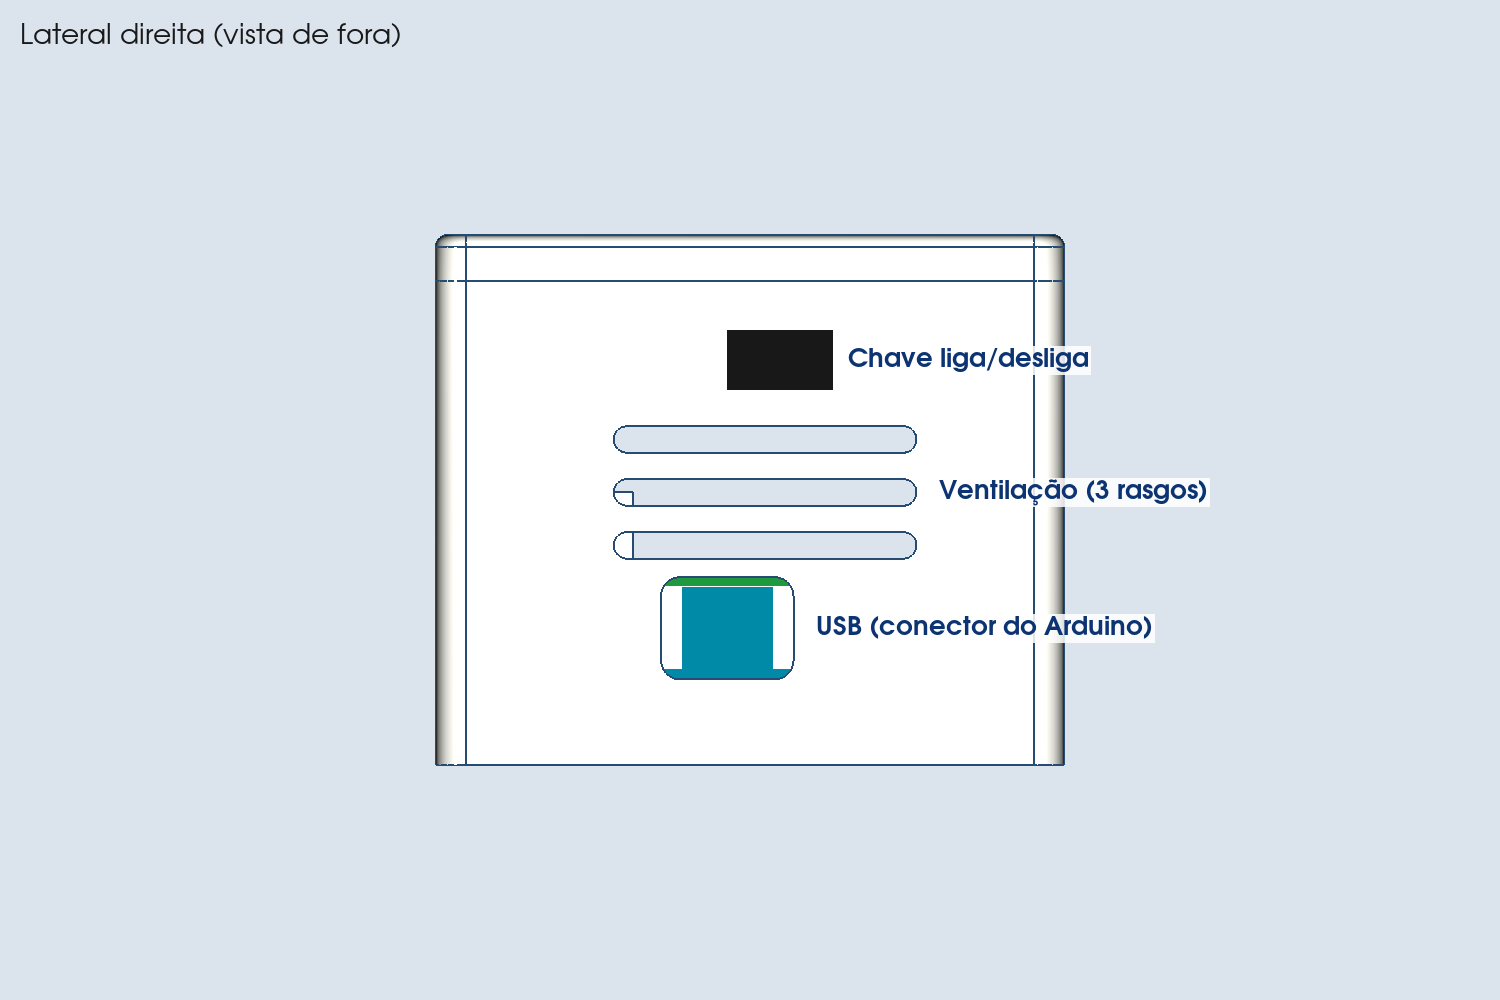 Lateral direita (vista de fora)
Chave liga/desliga
Ventilação (3 rasgos)
USB (conector do Arduino)